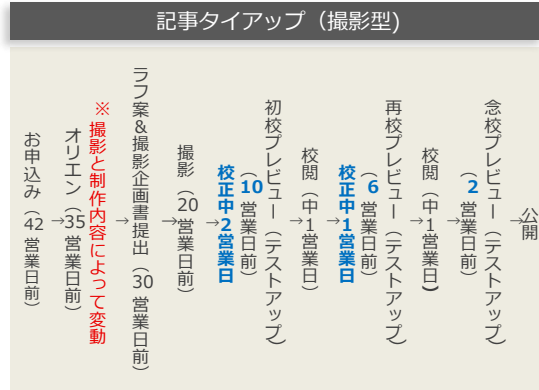 記事タイアップ（撮影型)
お申込み（42営業日前）
→
オリエン（35営業日前）
※撮影と制作内容によって変動
→
ラフ案&撮影企画書提出（30営業日前）
→
撮影（20営業日前）
→
校正中2営業日
初校プレビュー（テストアップ）
（10営業日前）
→
校閲（中1営業日）
→
校正中1営業日
再校プレビュー（テストアップ）
（6営業日前）
→
校閲（中1営業日)
→
念校プレビュー（テストアップ）
（2営業日前）
→
公開